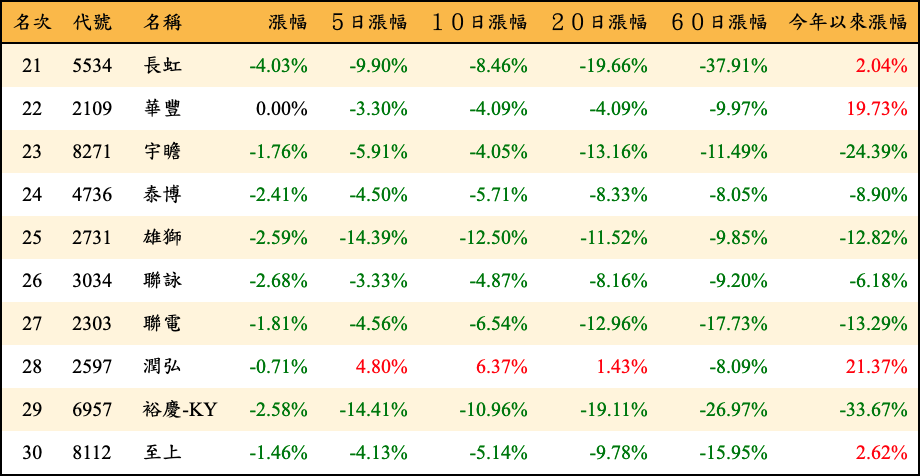 名次 代號 名稱 漲幅 ５日漲幅 １０日漲幅 ２０日漲幅 ６０日漲幅 今年以來漲幅
21 5534 長虹 -4.03% -9.90% -8.46% -19.66% -37.91% 2.04%
22 2109 華豐 0.00% -3.30% -4.09% -4.09% -9.97% 19.73%
23 8271 宇瞻 -1.76% -5.91% -4.05% -13.16% -11.49% -24.39%
24 4736 泰博 -2.41% -4.50% -5.71% -8.33% -8.05% -8.90%
25 2731 雄獅 -2.59% -14.39% -12.50% -11.52% -9.85% -12.82%
26 3034 聯詠 -2.68% -3.33% -4.87% -8.16% -9.20% -6.18%
27 2303 聯電 -1.81% -4.56% -6.54% -12.96% -17.73% -13.29%
28 2597 潤弘 -0.71% 4.80% 6.37% 1.43% -8.09% 21.37%
29 6957 裕慶-KY -2.58% -14.41% -10.96% -19.11% -26.97% -33.67%
30 8112 至上 -1.46% -4.13% -5.14% -9.78% -15.95% 2.62%